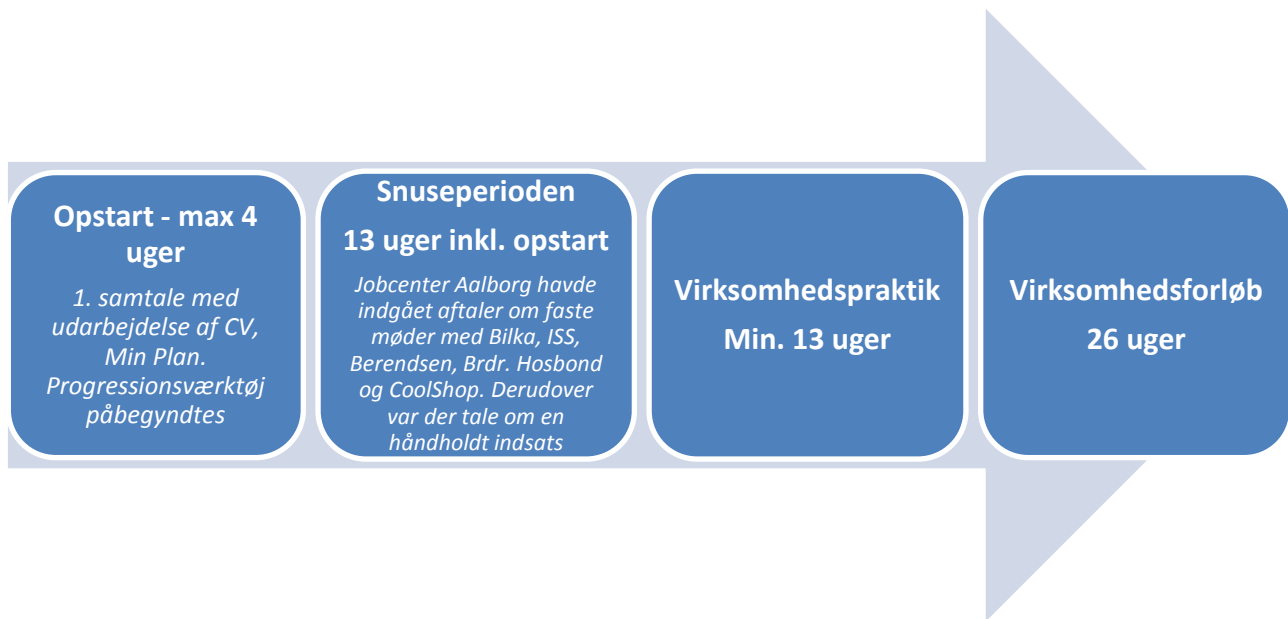 Opstart - max 4
uger
1. samtale med
udarbejdelse af CV,
Min Plan.
Progressionsværktøj
påbegyndtes
Snuseperioden
13 uger inkl. opstart
Jobcenter Aalborg havde
indgået aftaler om faste
møder med Bilka, ISS,
Berendsen, Brdr. Hosbond
og CoolShop. Derudover
var der tale om en
håndholdt indsats
Virksomhedspraktik
Min. 13 uger
Virksomhedsforløb
26 uger